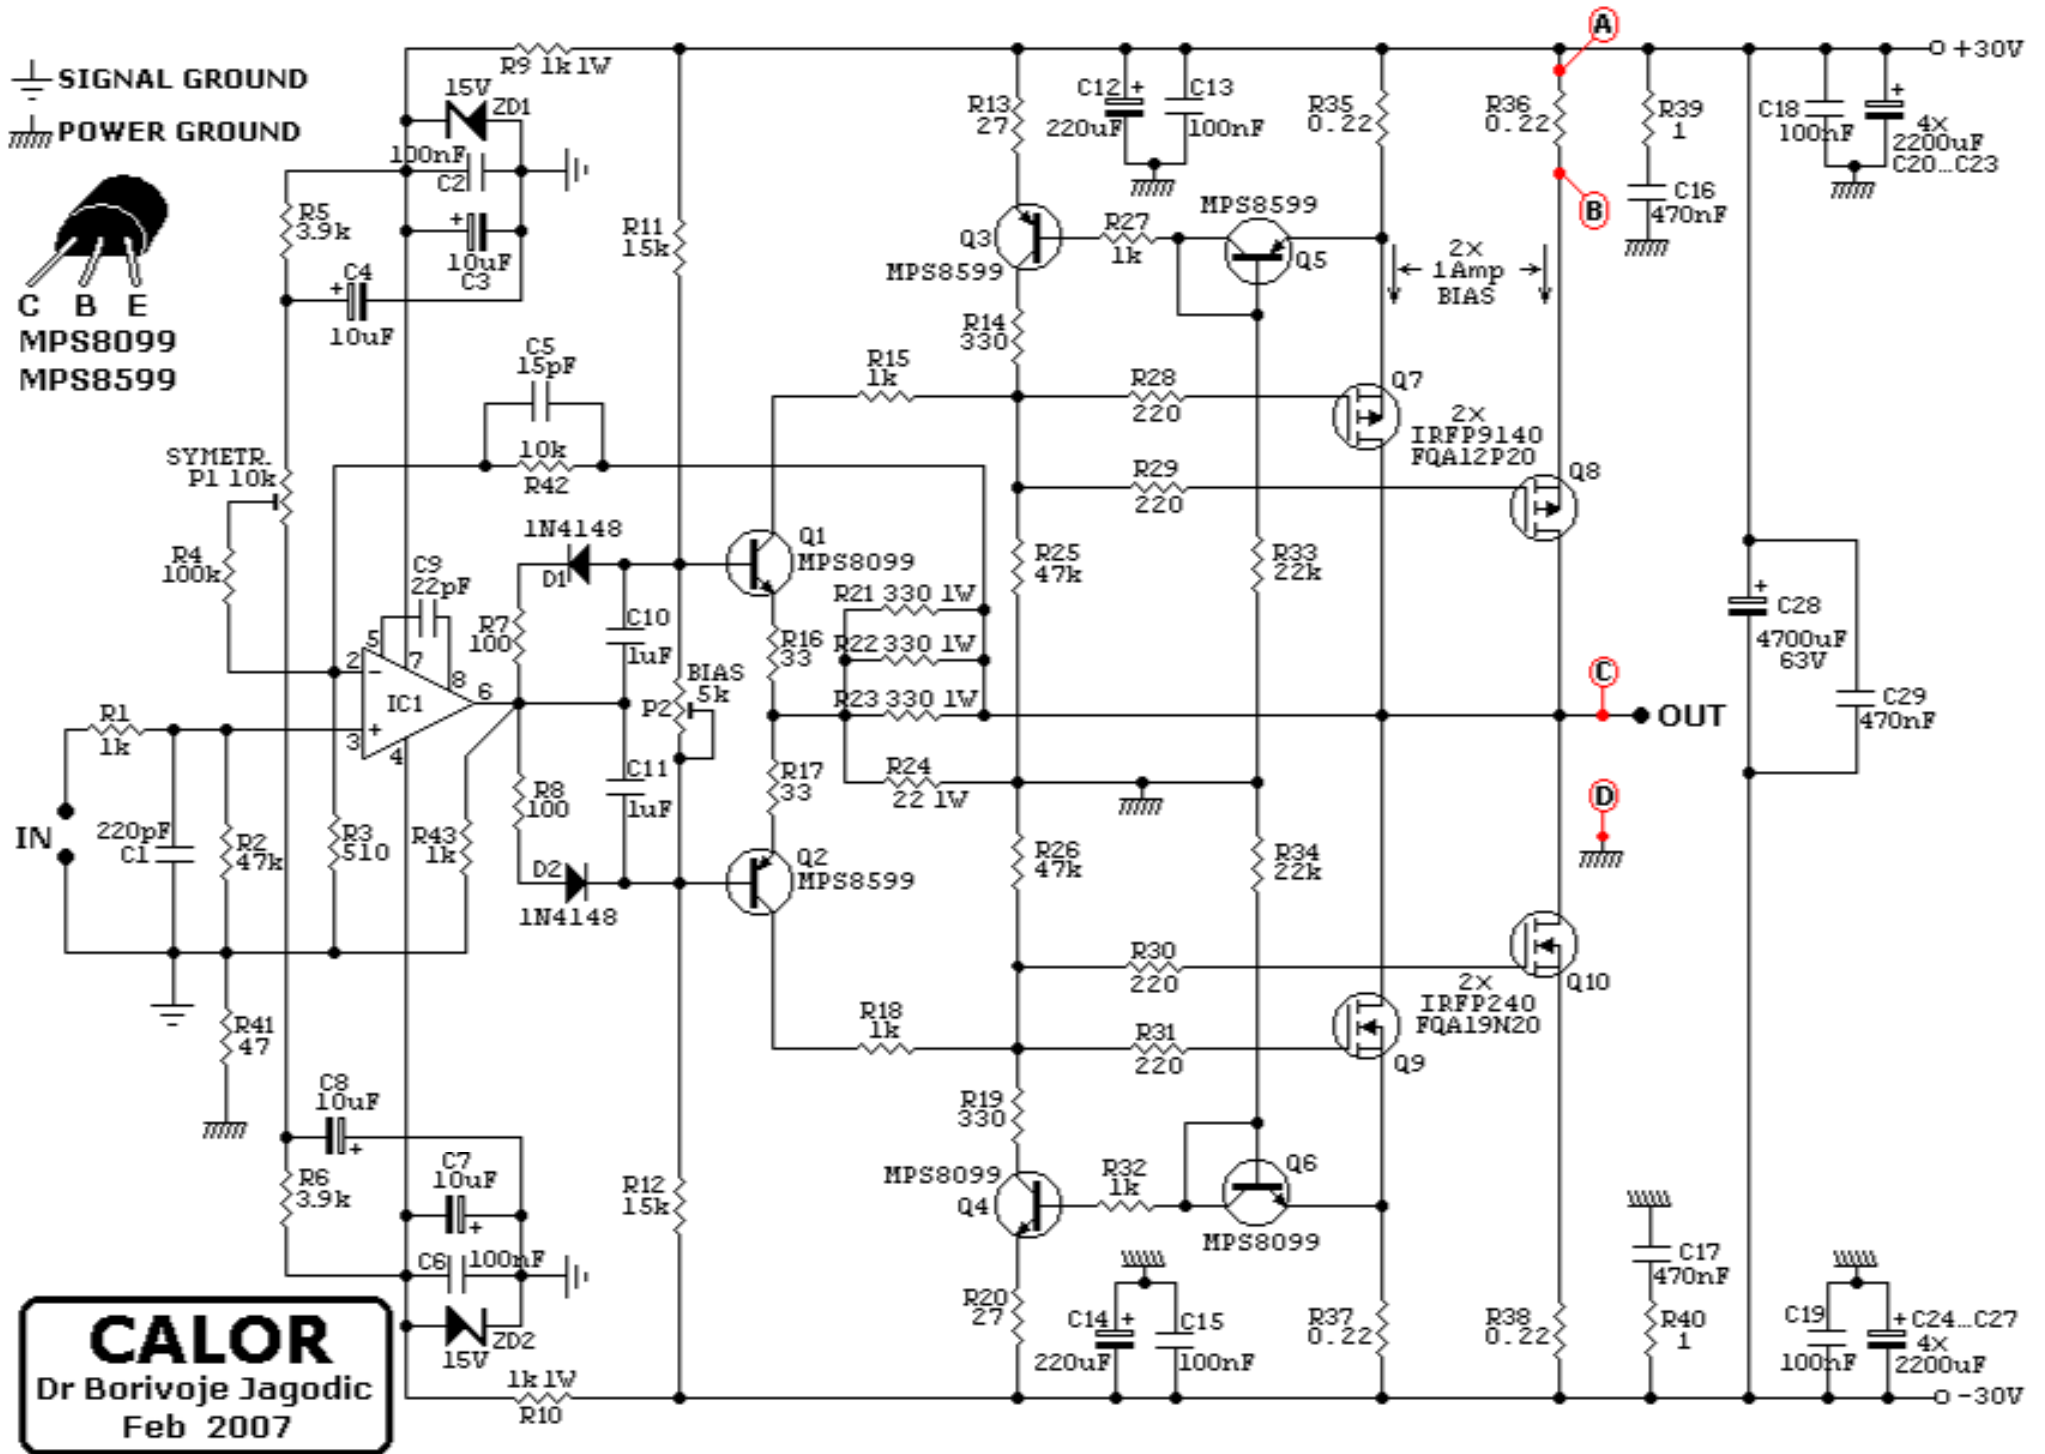 SIGNAL GROUND
POWER GROUND
C B E
MPS8099
MPS8599
R9 1k 1W
15V
ZD1
100nF
C2
10uF
C3
R5
3.9k
C4
10uF
R11
15k
C5
15pF
10k
R42
SYMETR.
P1 10k
R4
100k
C9
22pF
5
7
8
2
-
IC1
6
+
3
4
R1
1k
IN
220pF
C1
R2
47k
R3
510
R43
1k
R41
47
1N4148
D1
R7
100
C10
1uF
BIAS
5k
P2
C11
1uF
R8
100
D2
1N4148
Q1
MPS8099
R16
33
R17
33
Q2
MPS8599
R21 330 1W
R22 330 1W
R23 330 1W
R24
22 1W
R15
1k
R18
1k
R13
27
Q3
MPS8599
R14
330
C12 +
220uF
C13
100nF
R27
1k
MPS8599
Q5
R35
0.22
R36
0.22
A
B
2x
1Amp
BIAS
R39
1
C16
470nF
C18
100nF
+
4x
2200uF
C20...C23
+30V
R28
220
Q7
2x
IRFP9140
FQA12P20
R29
220
Q8
R25
47k
R33
22k
R26
47k
R34
22k
C
OUT
D
+
C28
4700uF
63V
C29
470nF
R30
220
Q10
2x
IRFP240
FQA19N20
R31
220
Q9
R19
330
MPS8099
Q4
R32
1k
Q6
MPS8099
R20
27
C14 +
220uF
C15
100nF
R37
0.22
R38
0.22
C17
470nF
R40
1
C19
100nF
+ C24...C27
4x
2200uF
-30V
C8
10uF
+
R6
3.9k
C7
10uF
+
C6
100nF
ZD2
15V
1k 1W
R10
R12
15k
CALOR
Dr Borivoje Jagodic
Feb 2007